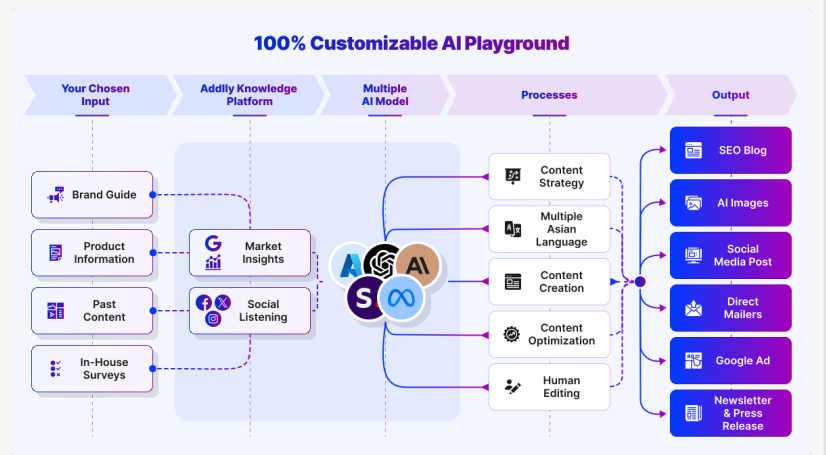 100% Customizable AI Playground
Your Chosen
Input
Addlly Knowledge
Platform
Multiple
AI Model
Processes
Output
Brand Guide
Product
Information
Past
Content
In-House
Surveys
G
Market
Insights
f X
Social
Listening
A AI
S.
Content
Strategy
Multiple
Asian
Language
Content
Creation
Content
Optimization
Human
Editing
SEO Blog
AI Images
Social
Media Post
Direct
Mailers
Google Ad
Newsletter
& Press
Release